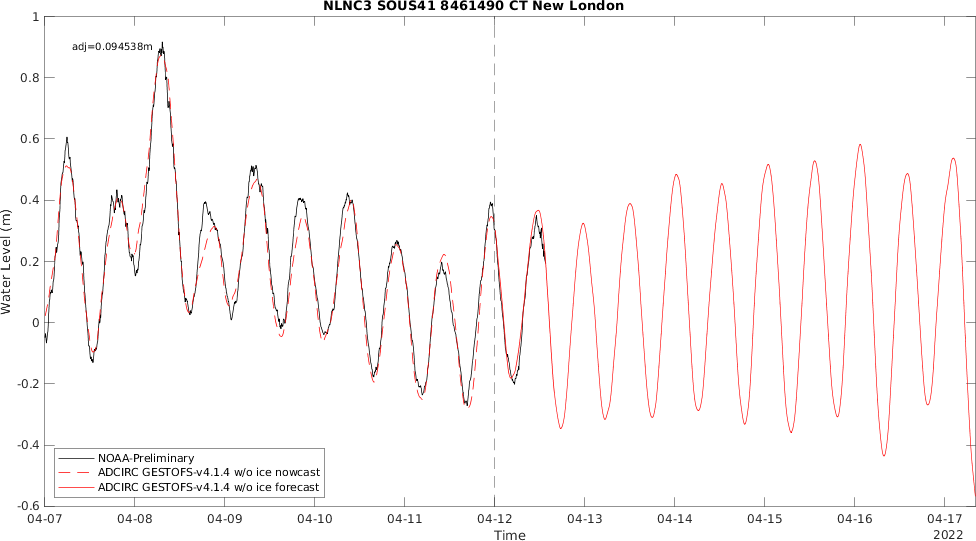 NLNC3 SOUS41 8461490 CT New London
adj=0.094538m
1
0.8
0.6
0.4
0.2
0
-0.2
-0.4
-0.6
Water Level (m)
NOAA-Preliminary
ADCIRC GESTOFS-v4.1.4 w/o ice nowcast
ADCIRC GESTOFS-v4.1.4 w/o ice forecast
04-07 04-08 04-09 04-10 04-11 04-12 04-13 04-14 04-15 04-16 04-17
Time
2022